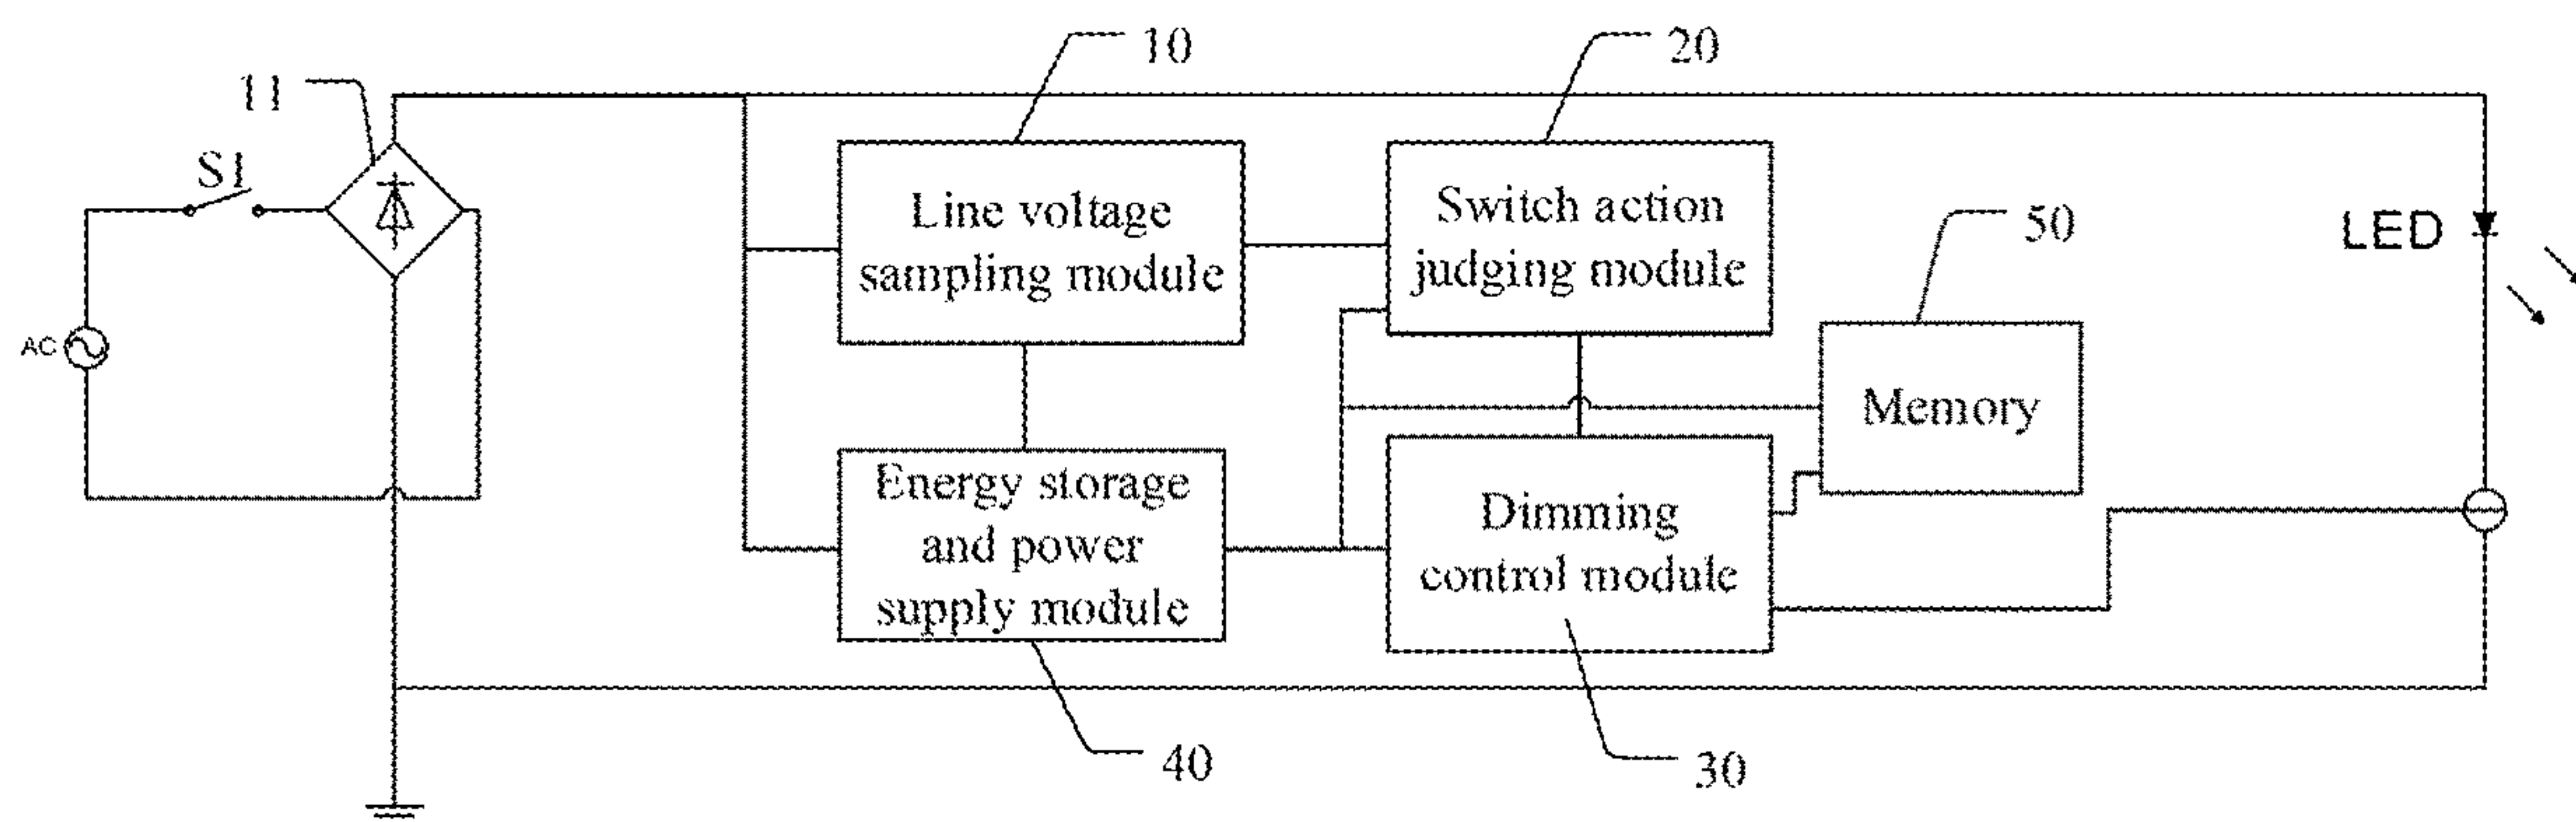 10
20
11
S1
Line voltage
sampling module
Switch action
judging module
50
LED
AC
Memory
Energy storage
and power
supply module
Dimming
control module
40
30